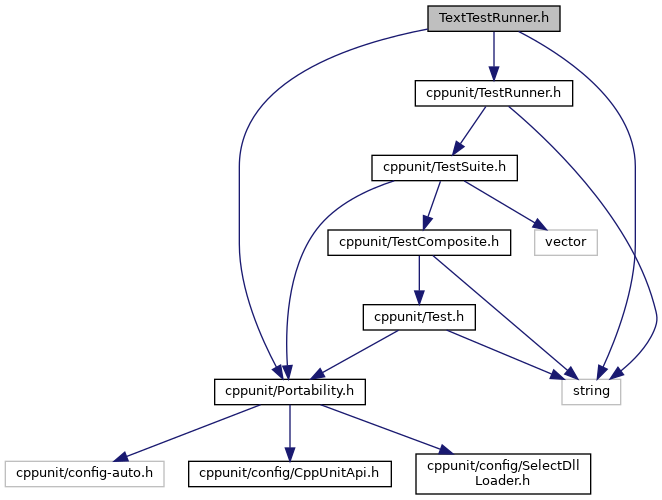 TextTestRunner.h
cppunit/TestRunner.h
cppunit/TestSuite.h
cppunit/TestComposite.h
vector
cppunit/Test.h
cppunit/Portability.h
string
cppunit/config-auto.h
cppunit/config/CppUnitApi.h
cppunit/config/SelectDll
Loader.h